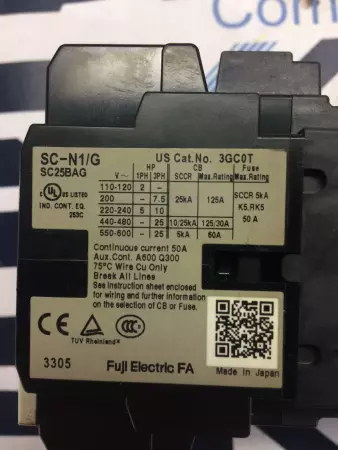 Com
SC-N1/G US Cat.No. 3GC0T
SC25BAG
UL US LISTED
IND. CONT. EQ.
253C
HP CB Fuse
V~ 1PH 3PH SCCR Max.Rating Max.Rating
110-120 2 - 25kA 125A SCCR 5kA
200 - 7.5 K5,RK5
220-240 5 10 50 A
440-480 - 25 10/25kA 125/30A
550-600 - 25 5kA 60A
Continuous current 50A
Aux.Cont. A600 Q300
75°C Wire Cu Only
Break All Lines
See Instruction sheet enclosed
for wiring and further information
on the selection of CB or Fuse.
CE CCC TÜV Rheinland
3305 Fuji Electric FA Made in Japan